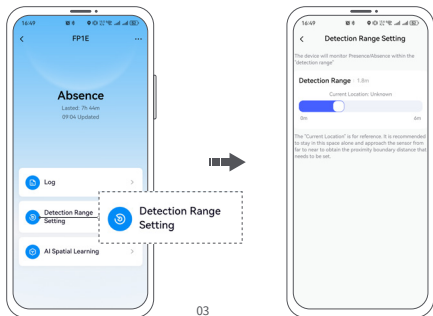 16:49
FP1E
Absence
Lasted: 7h 44m
09:04 Updated
Log
Detection Range
Setting
AI Spatial Learning
Detection Range
Setting
03
16:49
Detection Range Setting
The device will monitor Presence/Absence within the
"detection range"
Detection Range 1.8m
Current Location: Unknown
0m
6m
The "Current Location" is for reference. It is recommended
to stay in this space alone and approach the sensor from
far to near to obtain the proximity boundary distance that
needs to be set.